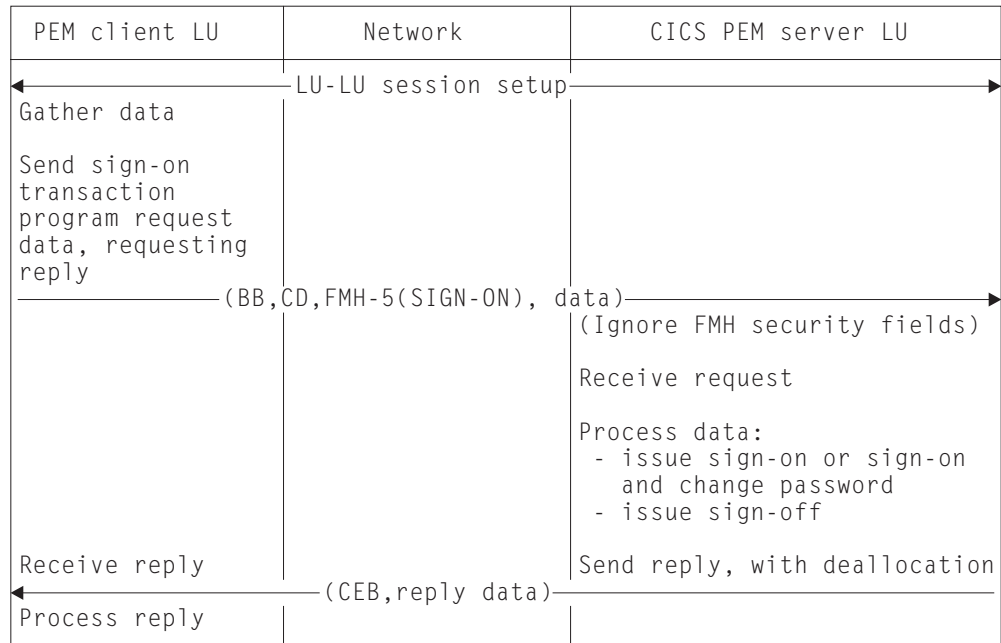 PEM client LU Network CICS PEM server LU
LU-LU session setup
Gather data
Send sign-on
transaction
program request
data, requesting
reply
(BB,CD,FMH-5(SIGN-ON), data)
(Ignore FMH security fields)
Receive request
Process data:
- issue sign-on or sign-on
and change password
- issue sign-off
Receive reply Send reply, with deallocation
(CEB,reply data)
Process reply